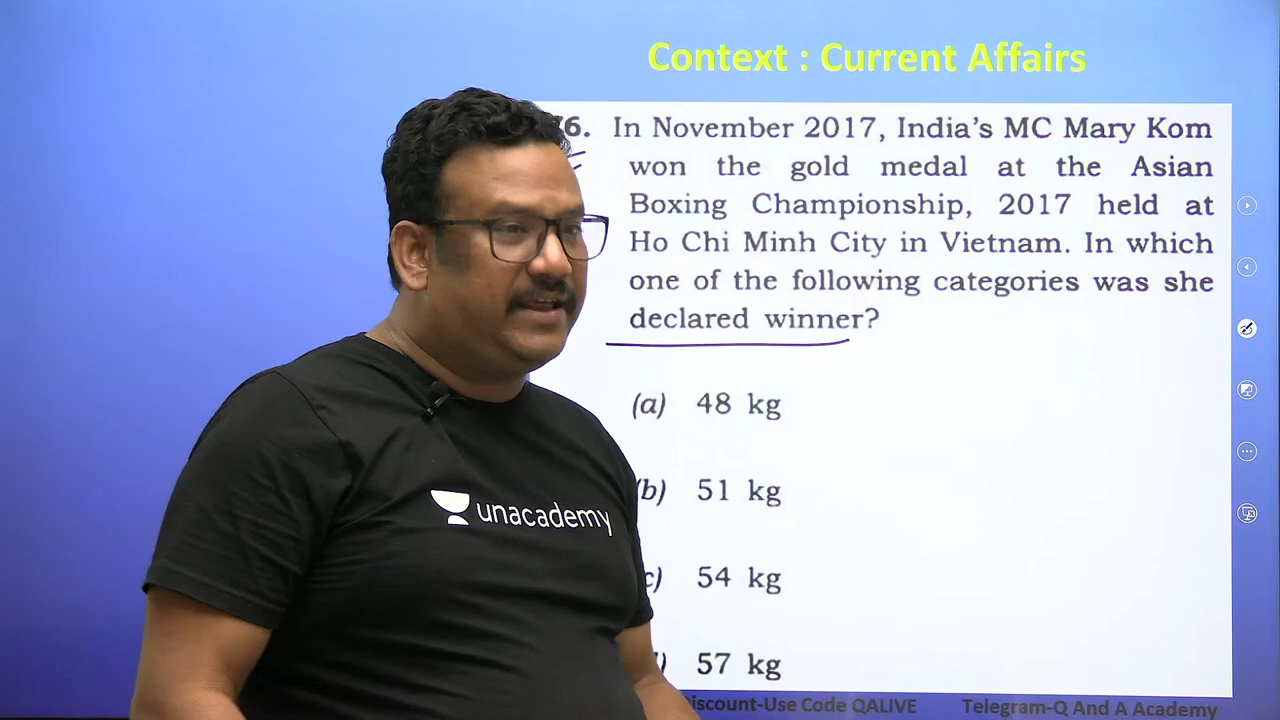 Context : Current Affairs
76. In November 2017, India's MC Mary Kom
won the gold medal at the Asian
Boxing Championship, 2017 held at
Ho Chi Minh City in Vietnam. In which
one of the following categories was she
declared winner?
(a) 48 kg
(b) 51 kg
(c) 54 kg
57 kg
unacademy
Discount-Use Code QALIVE Telegram-Q And A Academy